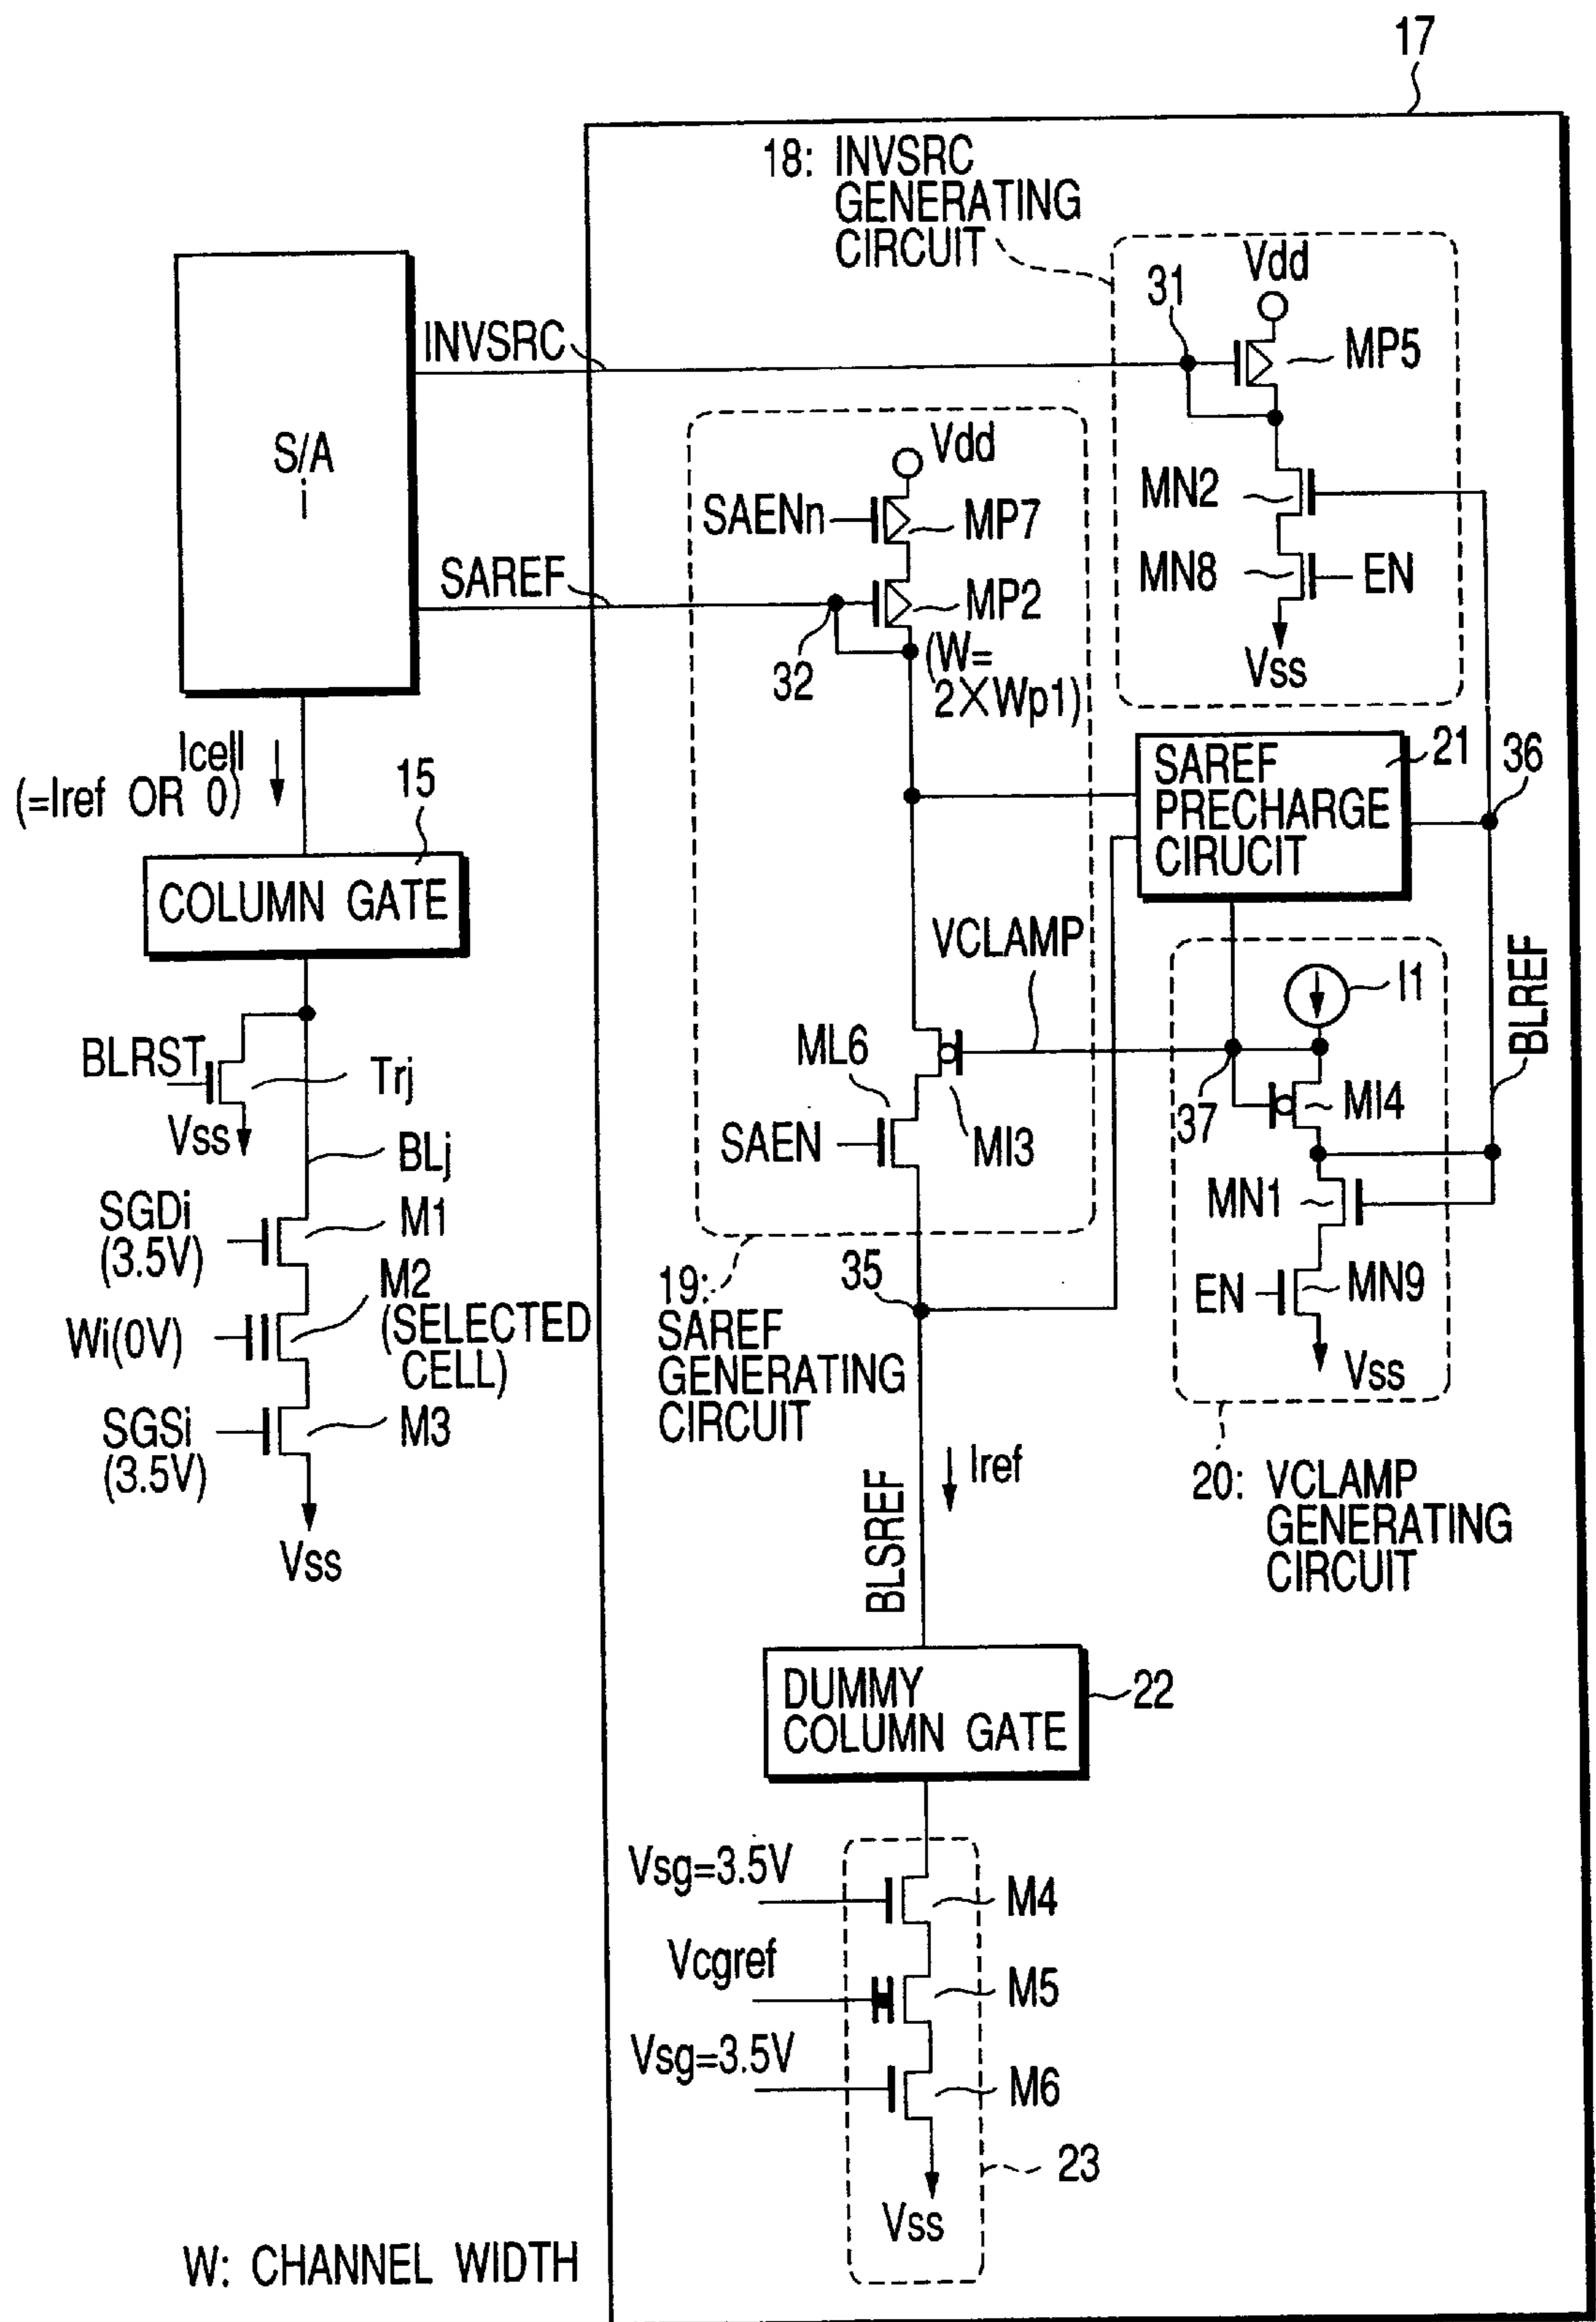 17
18: INVSRC
GENERATING
CIRCUIT
Vdd
31
MP5
INVSRC
S/A
i
Vdd
SAENn
MP7
MN2
MN8
EN
SAREF
MP2
32
(W=
2×Wp1)
Vss
Icell
(=Iref OR 0)
15
COLUMN GATE
SAREF
PRECHARGE
CIRUCIT
21
36
VCLAMP
I1
BLREF
BLRST
Trj
Vss
BLj
ML6
MI3
SAEN
37
MI4
MN1
EN
MN9
Vss
SGDi
(3.5V)
M1
M2
(SELECTED
CELL)
Wi(0V)
SGSi
(3.5V)
M3
Vss
35
19:
SAREF
GENERATING
CIRCUIT
20: VCLAMP
GENERATING
CIRCUIT
Iref
BLSREF
DUMMY
COLUMN GATE
22
Vsg=3.5V
M4
Vcgref
M5
Vsg=3.5V
M6
23
Vss
W: CHANNEL WIDTH